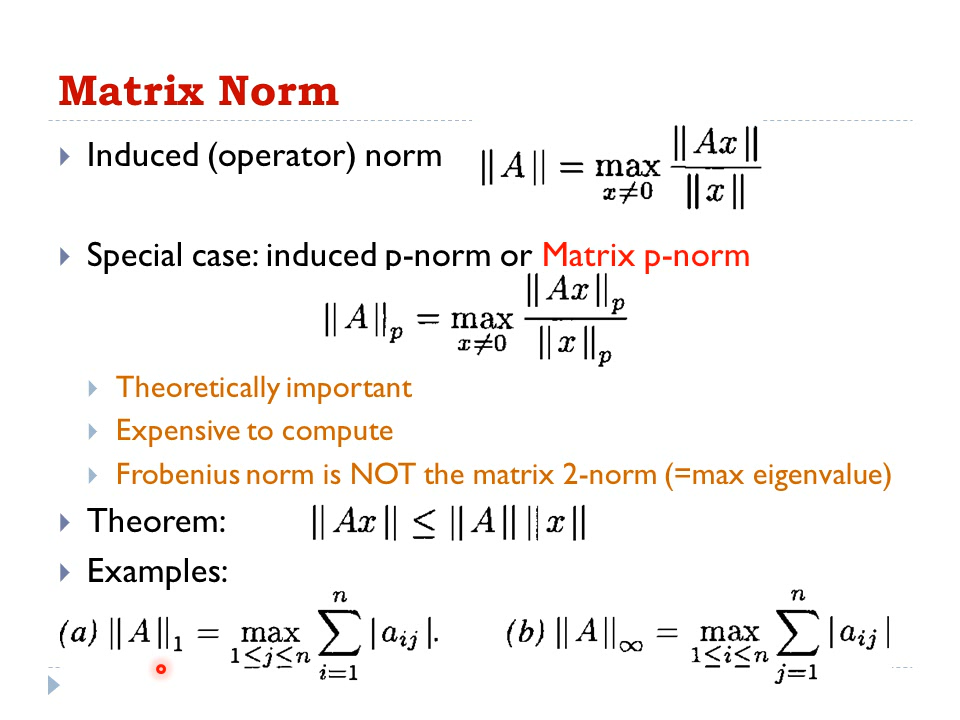 Matrix Norm
Induced (operator) norm ‖A‖ = max_{x≠0} ‖Ax‖ / ‖x‖
Special case: induced p-norm or Matrix p-norm
‖A‖_p = max_{x≠0} ‖Ax‖_p / ‖x‖_p
Theoretically important
Expensive to compute
Frobenius norm is NOT the matrix 2-norm (=max eigenvalue)
Theorem: ‖Ax‖ ≤ ‖A‖ ‖x‖
Examples:
(a) ‖A‖_1 = max_{1≤j≤n} ∑_{i=1}^{n} |a_{ij}|. (b) ‖A‖_∞ = max_{1≤i≤n} ∑_{j=1}^{n} |a_{ij}|